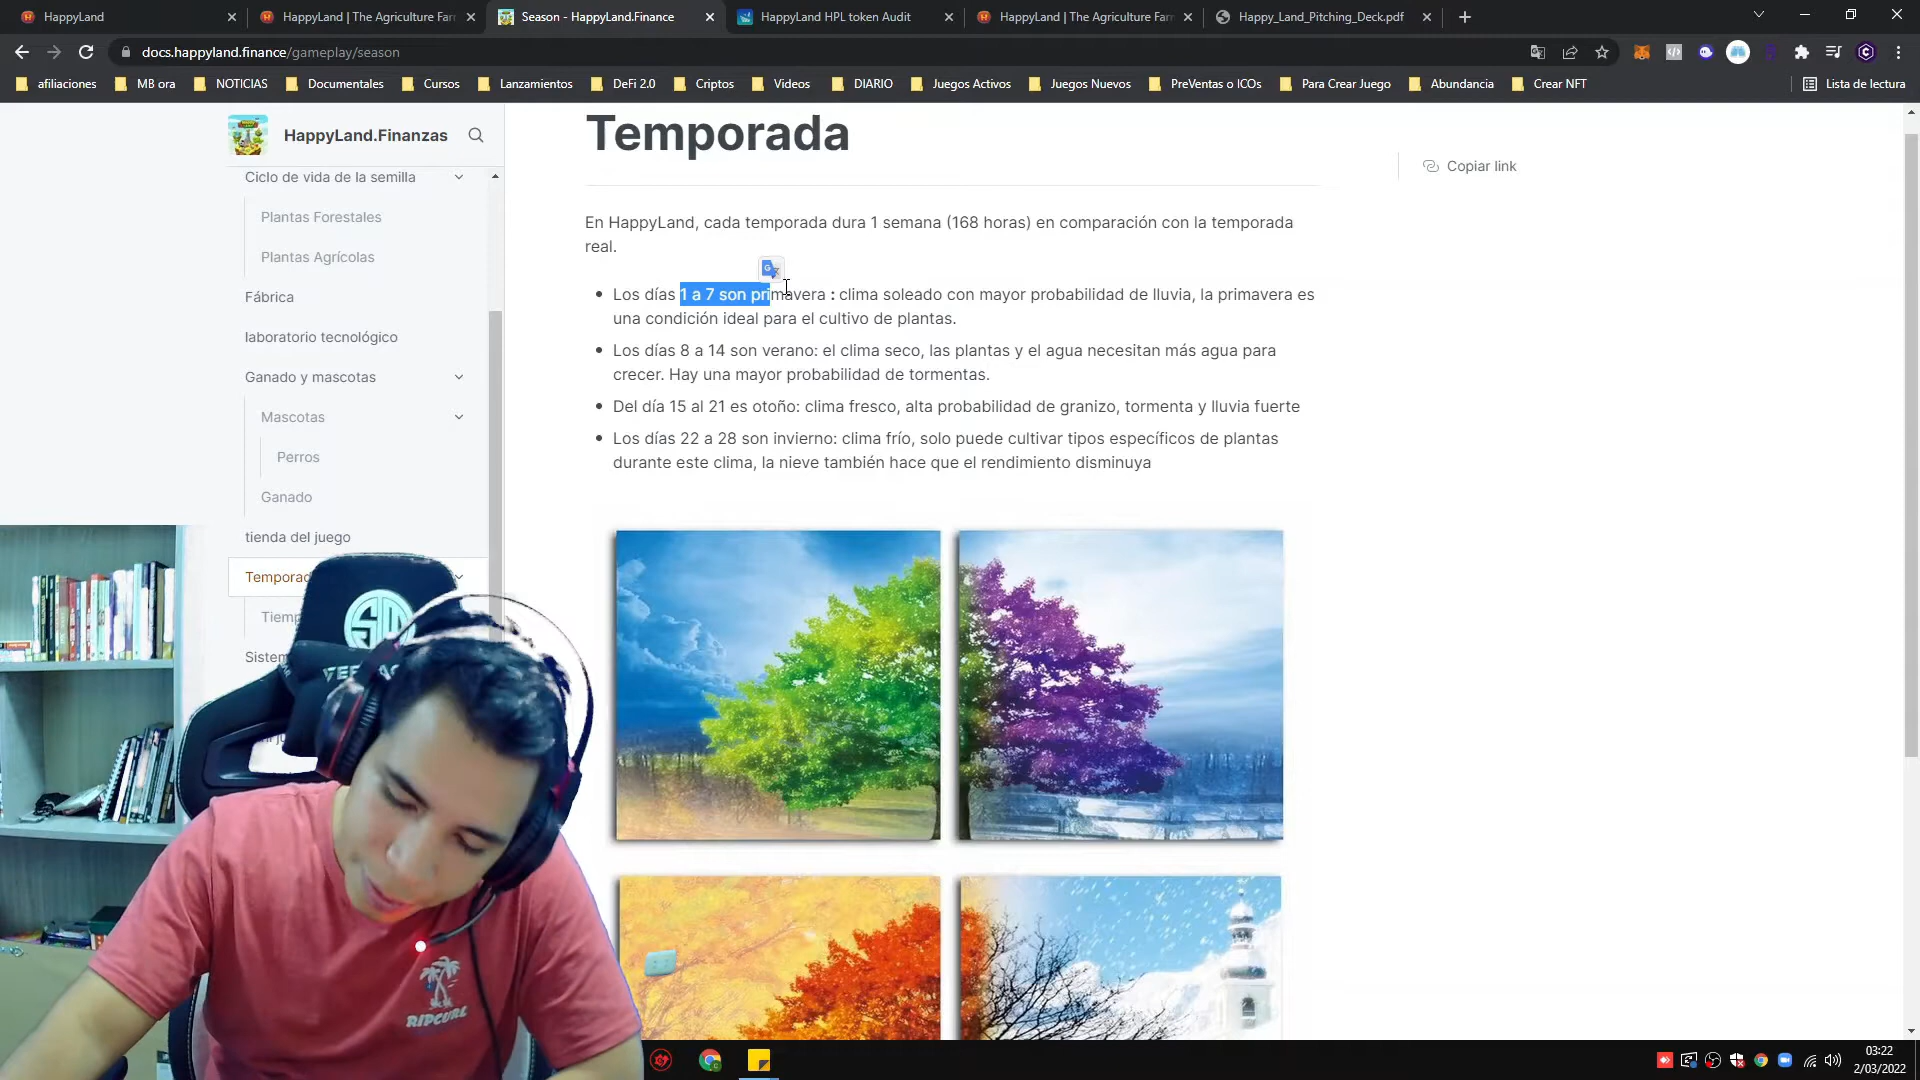 HappyLand
HappyLand | The Agriculture Farm
Season - HappyLand.Finance
HappyLand HPL token Audit
HappyLand | The Agriculture Farm
Happy_Land_Pitching_Deck.pdf
docs.happyland.finance/gameplay/season
afiliaciones
MB ora
NOTICIAS
Documentales
Cursos
Lanzamientos
DeFi 2.0
Criptos
Videos
DIARIO
Juegos Activos
Juegos Nuevos
PreVentas o ICOs
Para Crear Juego
Abundancia
Crear NFT
Lista de lectura
HappyLand.Finanzas
Ciclo de vida de la semilla
Plantas Forestales
Plantas Agrícolas
Fábrica
laboratorio tecnológico
Ganado y mascotas
Mascotas
Perros
Ganado
tienda del juego
Temporad
Tiemp
Sistem
Temporada
Copiar link
En HappyLand, cada temporada dura 1 semana (168 horas) en comparación con la temporada
real.
Los días 1 a 7 son primavera : clima soleado con mayor probabilidad de lluvia, la primavera es
una condición ideal para el cultivo de plantas.
Los días 8 a 14 son verano: el clima seco, las plantas y el agua necesitan más agua para
crecer. Hay una mayor probabilidad de tormentas.
Del día 15 al 21 es otoño: clima fresco, alta probabilidad de granizo, tormenta y lluvia fuerte
Los días 22 a 28 son invierno: clima frío, solo puede cultivar tipos específicos de plantas
durante este clima, la nieve también hace que el rendimiento disminuya
RIPCURL
03:22
2/03/2022